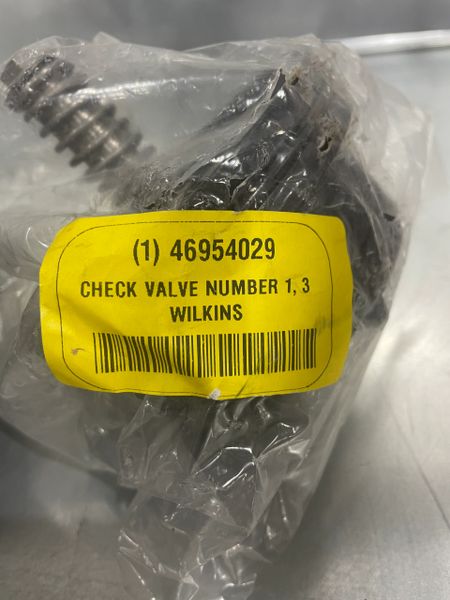 (1) 46954029
CHECK VALVE NUMBER 1, 3
WILKINS